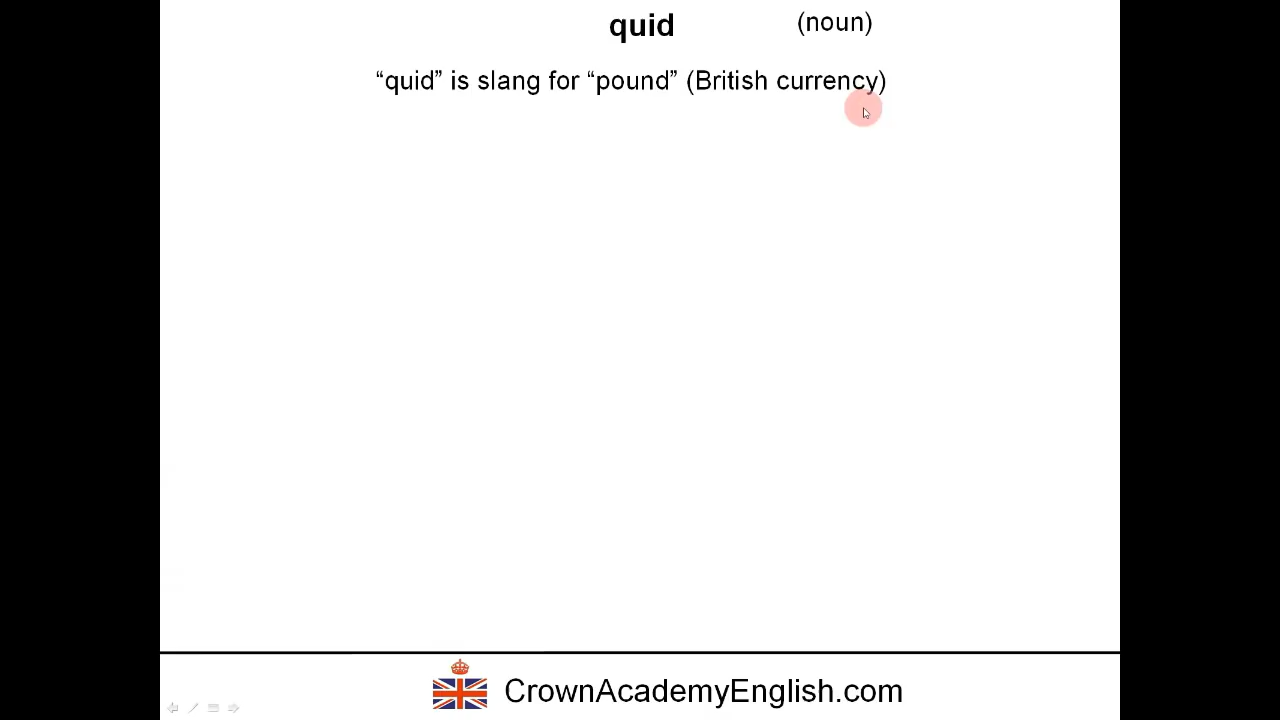 quid (noun)
“quid” is slang for “pound” (British currency)
CrownAcademyEnglish.com